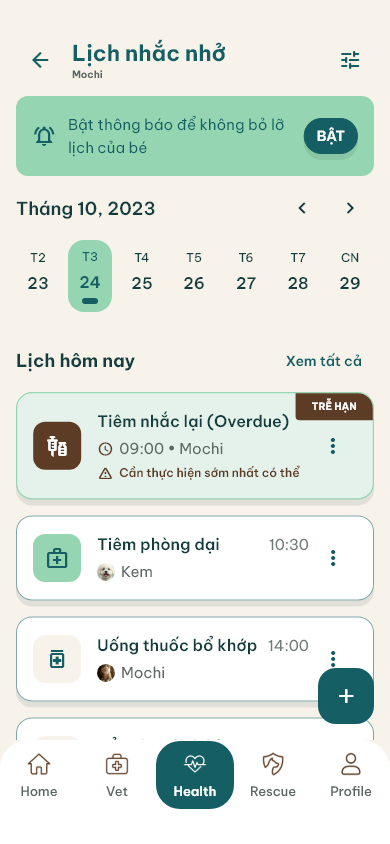 Lịch nhắc nhở
Mochi
Bật thông báo để không bỏ lỡ
lịch của bé
BẬT
Tháng 10, 2023
T2 T3 T4 T5 T6 T7 CN
23 24 25 26 27 28 29
Lịch hôm nay
Xem tất cả
TRỄ HẠN
Tiêm nhắc lại (Overdue)
09:00 • Mochi
Cần thực hiện sớm nhất có thể
Tiêm phòng dại 10:30
Kem
Uống thuốc bổ khớp 14:00
Mochi
+
Home Vet Health Rescue Profile